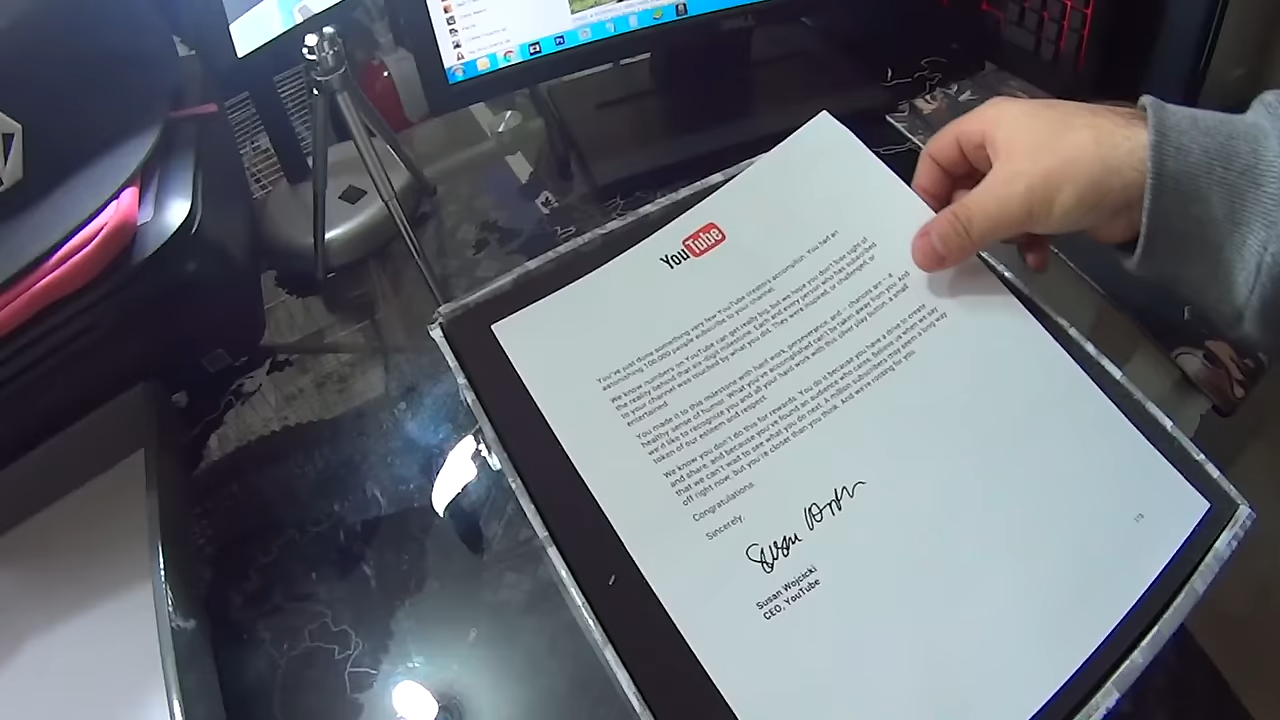 YouTube
You've just done something very few YouTube creators accomplish. You had an
astonishing 100,000 people subscribe to your channel.
We know numbers on YouTube can get really big, but we hope you don't lose sight of
the reality behind that six-digit milestone. Each and every person who has subscribed
to your channel was touched by what you did. They were inspired, or challenged, or
entertained.
You made it to this milestone with hard work, perseverance, and – chances are – a
healthy sense of humor. What you've accomplished can't be taken away from you. And
we'd like to recognize you and all your hard work with this silver play button, a small
token of our esteem and respect.
We know you don't do this for rewards. You do it because you have a drive to create
and share, and because you've found an audience who cares. Believe us when we say
that we can't wait to see what you do next. A million subscribers may seem a long way
off right now, but you're closer than you think. And we're rooting for you.
Congratulations.
Sincerely,
Susan Wojcicki
CEO, YouTube